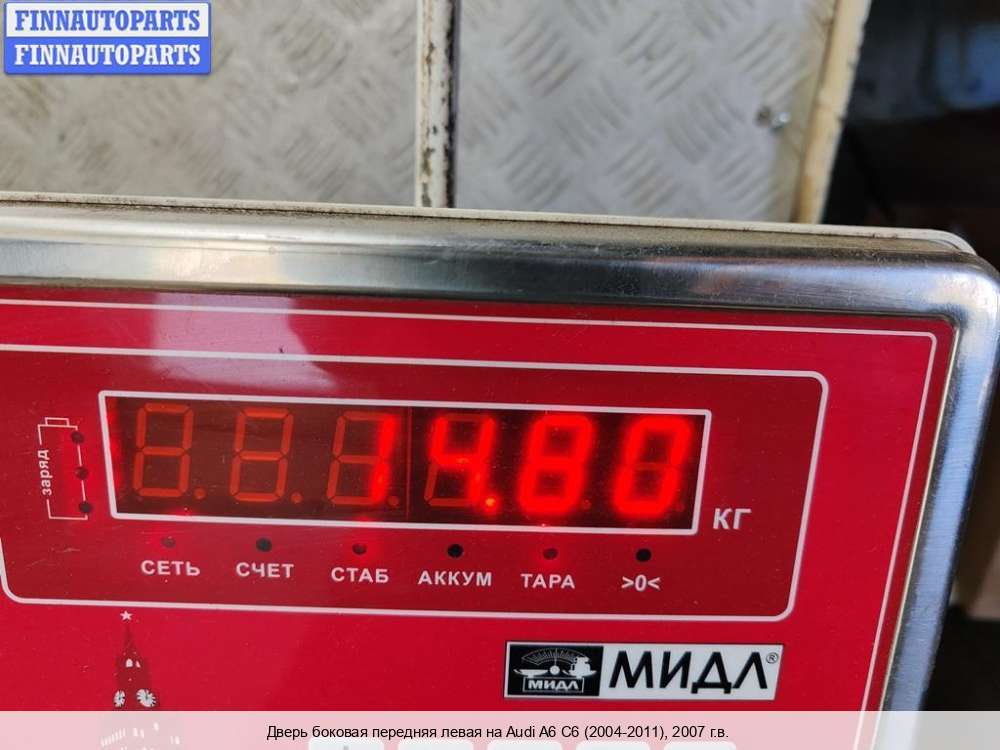 FINNAUTOPARTS
FINNAUTOPARTS
заряд
14.80
КГ
СЕТЬ СЧЕТ СТАБ АККУМ ТАРА >0<
МИДЛ МИДЛ®
Дверь боковая передняя левая на Audi A6 C6 (2004-2011), 2007 г.в.